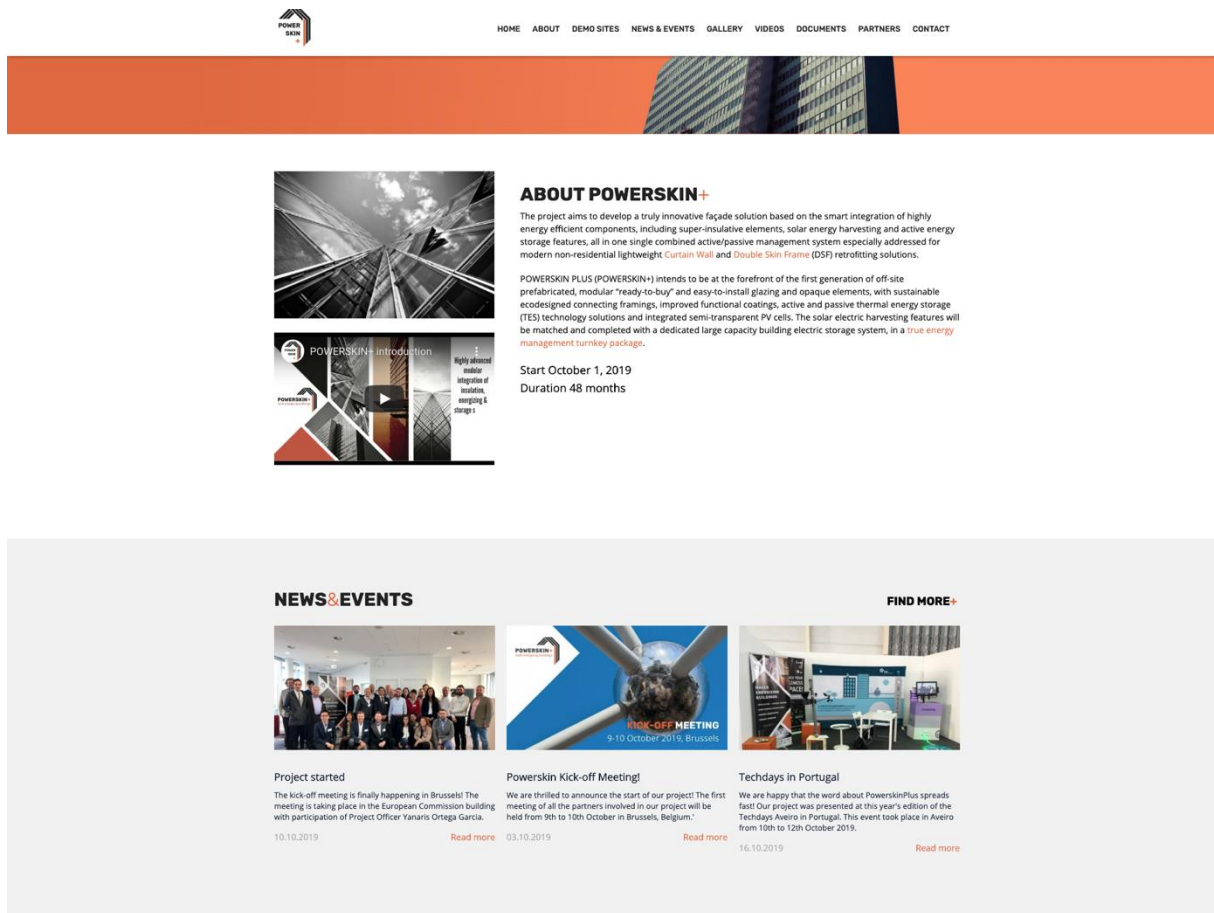 POWER
SKIN
+
HOME ABOUT DEMO SITES NEWS & EVENTS GALLERY VIDEOS DOCUMENTS PARTNERS CONTACT
ABOUT POWERSKIN+
The project aims to develop a truly innovative façade solution based on the smart integration of highly
energy efficient components, including super-insulative elements, solar energy harvesting and active energy
storage features, all in one single combined active/passive management system especially addressed for
modern non-residential lightweight Curtain Wall and Double Skin Frame (DSF) retrofitting solutions.
POWERSKIN PLUS (POWERSKIN+) intends to be at the forefront of the first generation of off-site
prefabricated, modular “ready-to-buy” and easy-to-install glazing and opaque elements, with sustainable
ecodesigned connecting framings, improved functional coatings, active and passive thermal energy storage
(TES) technology solutions and integrated semi-transparent PV cells. The solar electric harvesting features will
be matched and completed with a dedicated large capacity building electric storage system, in a true energy
management turnkey package.
Start October 1, 2019
Duration 48 months
POWERSKIN+ introduction
Highly advanced
modular
integration of
insulation,
energizing &
storage s
POWERSKIN+
NEWS&EVENTS
FIND MORE+
POWERSKIN+
KICK-OFF MEETING
9-10 October 2019, Brussels
Project started
The kick-off meeting is finally happening in Brussels! The
meeting is taking place in the European Commission building
with participation of Project Officer Yanaris Ortega Garcia.
10.10.2019 Read more
Powerskin Kick-off Meeting!
We are thrilled to announce the start of our project! The first
meeting of all the partners involved in our project will be
held from 9th to 10th October in Brussels, Belgium.'
03.10.2019 Read more
Techdays in Portugal
We are happy that the word about PowerskinPlus spreads
fast! Our project was presented at this year's edition of the
Techdays Aveiro in Portugal. This event took place in Aveiro
from 10th to 12th October 2019.
16.10.2019 Read more